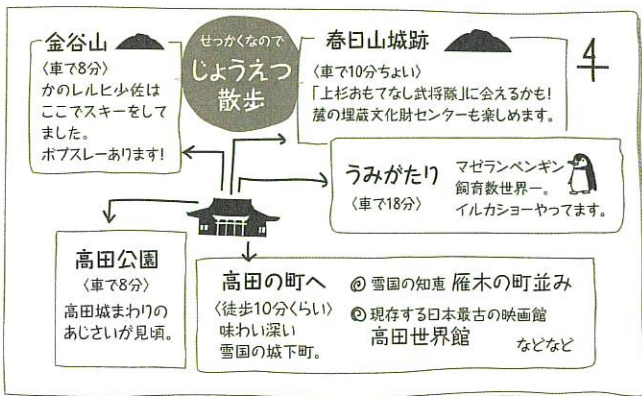 せっかくなので
じょうえつ
散歩
4
金谷山
〈車で8分〉
かのレルヒ少佐は
ここでスキーをして
ました。
ボブスレーあります!
春日山城跡
〈車で10分ちょい〉
「上杉おもてなし武将隊」に会えるかも!
麓の埋蔵文化財センターも楽しめます。
うみがたり
〈車で18分〉
マゼランペンギン
飼育数世界一。
イルカショーやってます。
高田公園
〈車で8分〉
高田城まわりの
あじさいが見頃。
高田の町へ
〈徒歩10分くらい〉
味わい深い
雪国の城下町。
雪国の知恵 雁木の町並み
現存する日本最古の映画館
高田世界館
などなど